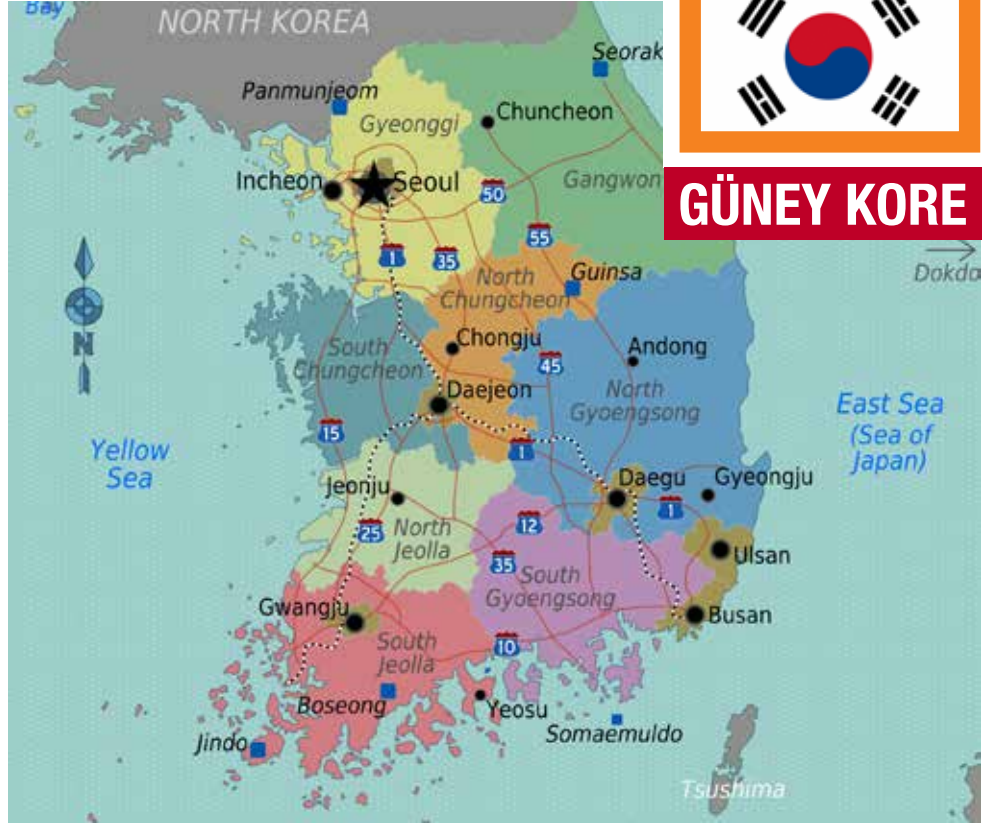 Bay
NORTH KOREA
Seorak
Panmunjeom
Chuncheon
Gyeonggi
Incheon
Seoul
50
Gangwon
GÜNEY KORE
55
1
35
Dokdo
North
Chungcheon
Guinsa
N
South
Chungcheon
Chongju
45
Andong
Daejeon
North
Gyoengsong
East Sea
(Sea of
Japan)
15
Yellow
Sea
1
Jeonju
Daegu
Gyeongju
1
25
North
Jeolla
12
35
South
Gyoengsong
Ulsan
Gwangju
Busan
South
Jeolla
10
Boseong
Yeosu
Somaemuldo
Jindo
Tsushima